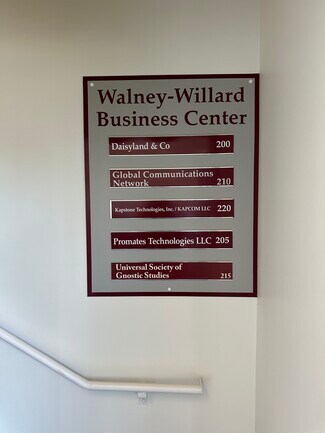 Walney-Willard
Business Center
Daisyland & Co 200
Global Communications
Network 210
Kapstone Technologies, Inc. / KAPCOM LLC 220
Promates Technologies LLC 205
Universal Society of
Gnostic Studies 215